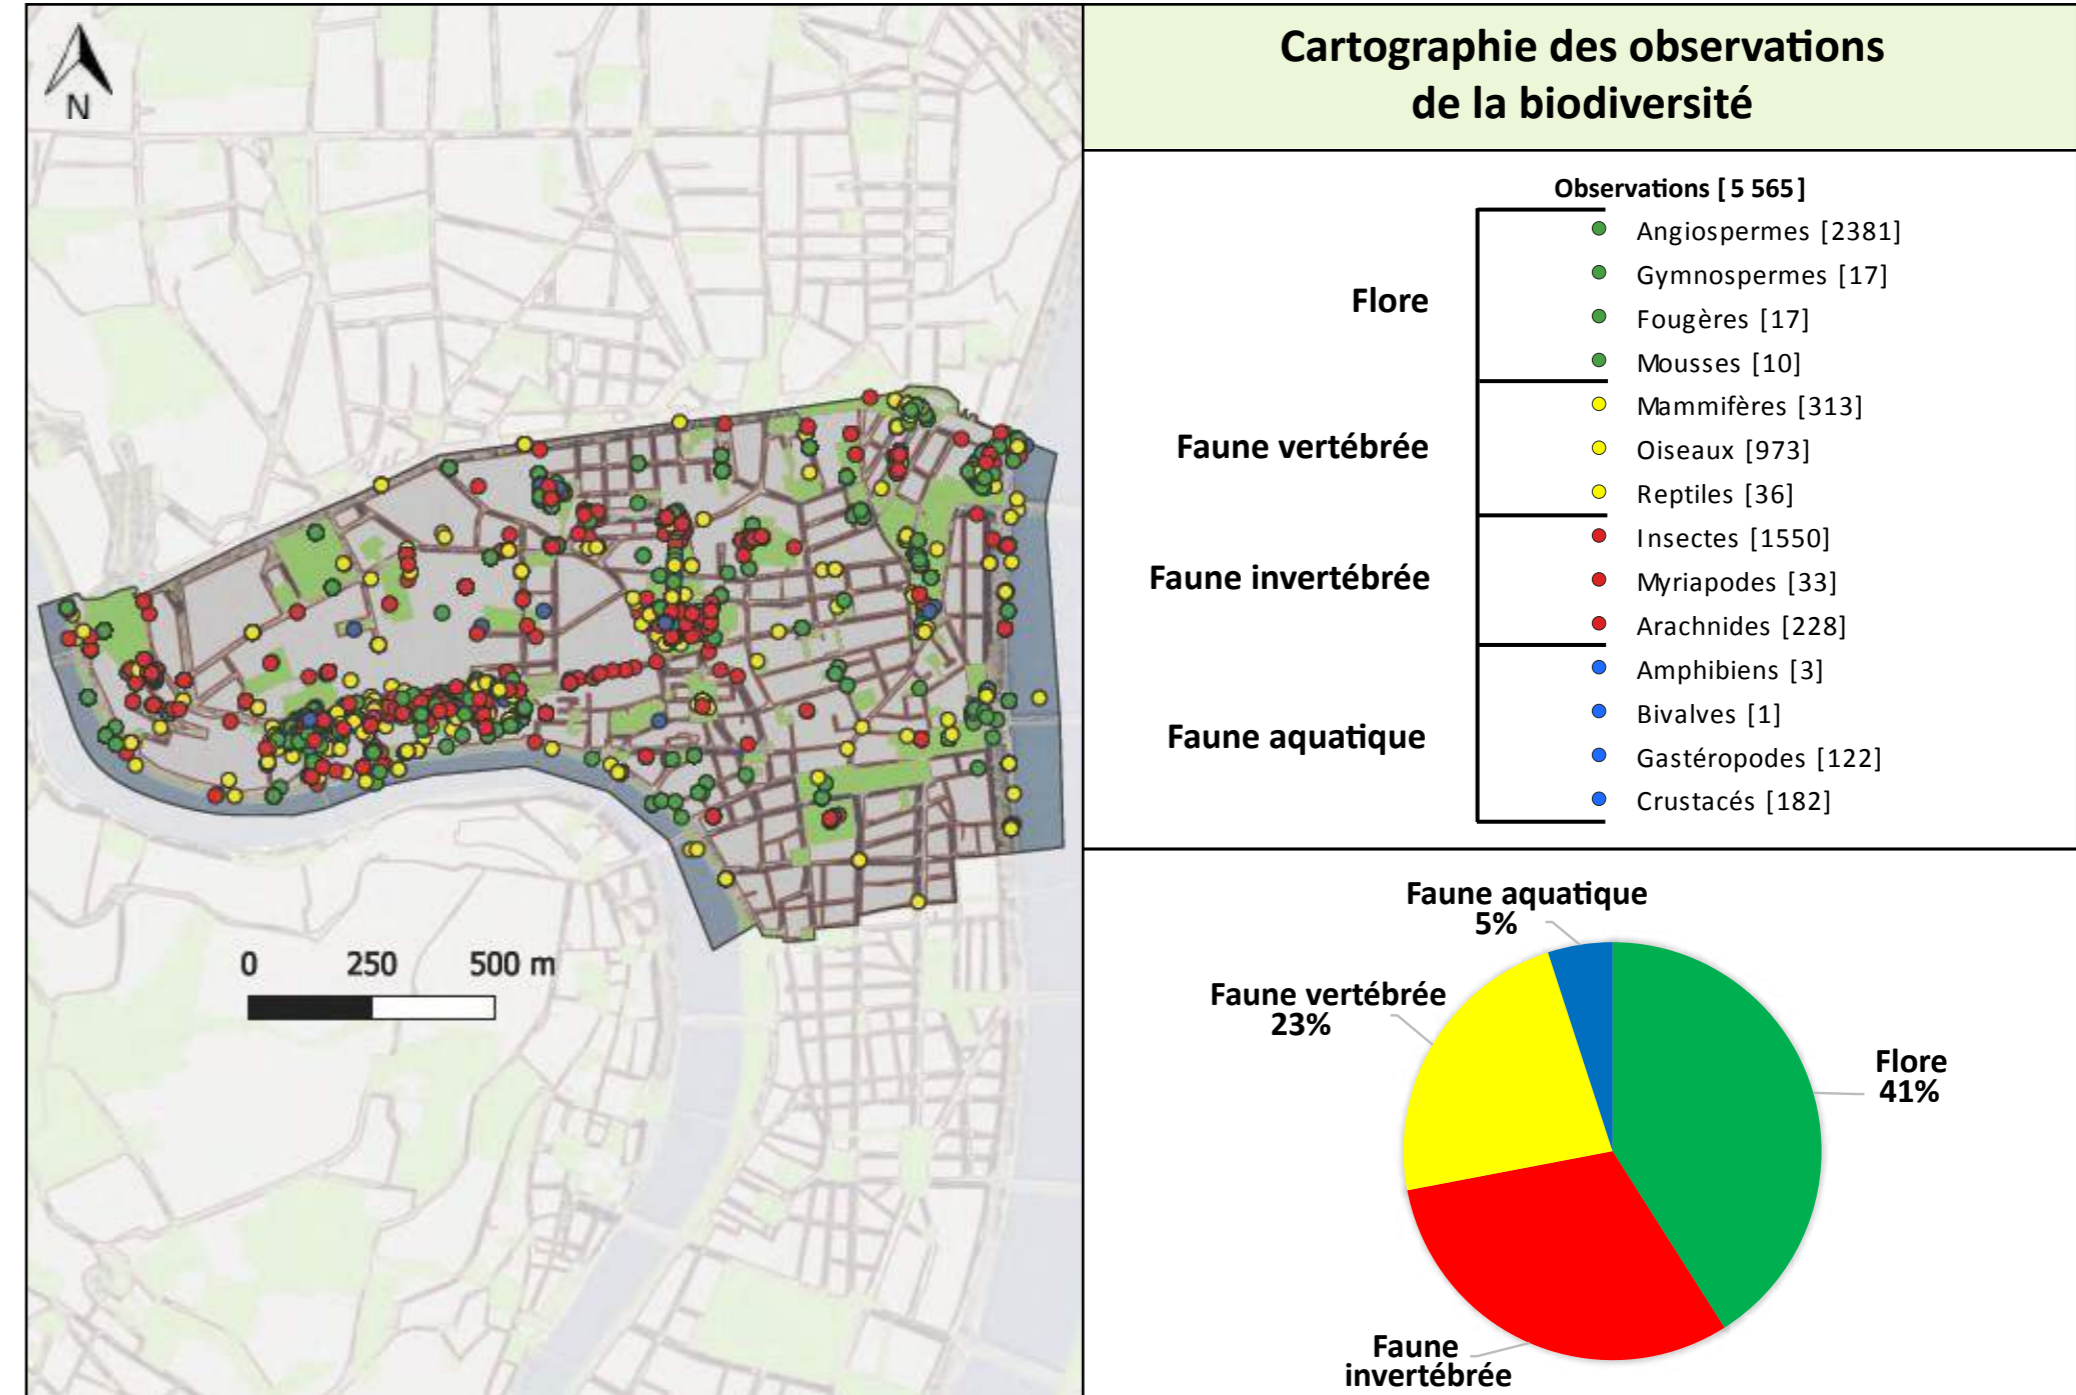 N
0 250 500 m
Cartographie des observations
de la biodiversité
Observations [5 565]
Flore
Angiospermes [2381]
Gymnospermes [17]
Fougères [17]
Mousses [10]
Faune vertébrée
Mammifères [313]
Oiseaux [973]
Reptiles [36]
Faune invertébrée
Insectes [1550]
Myriapodes [33]
Arachnides [228]
Faune aquatique
Amphibiens [3]
Bivalves [1]
Gastéropodes [122]
Crustacés [182]
Faune aquatique
5%
Faune vertébrée
23%
Flore
41%
Faune
invertébrée